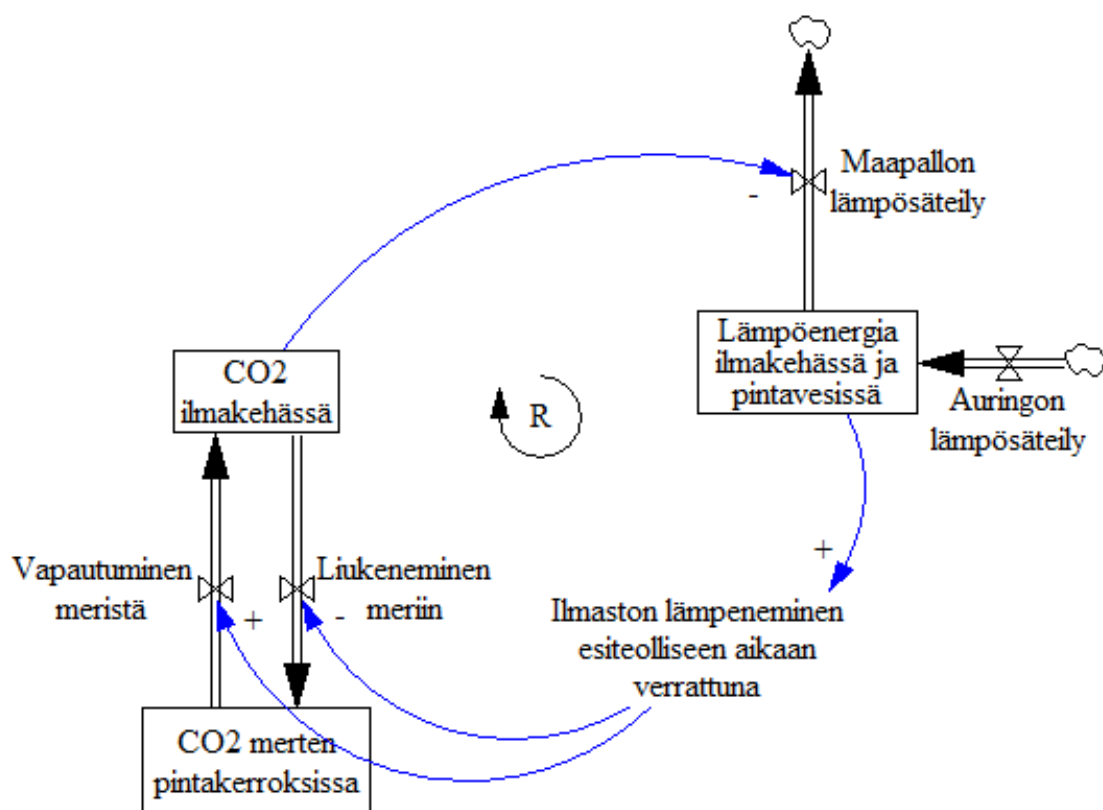 Maapallon
lämpösäteily
-
Lämpöenergia
ilmakehässä ja
pintavesissä
Auringon
lämpösäteily
CO2
ilmakehässä
R
+
Vapautuminen
meristä
+
Liukeneminen
meriin
-
Ilmaston lämpeneminen
esiteolliseen aikaan
verrattuna
CO2 merten
pintakerroksissa